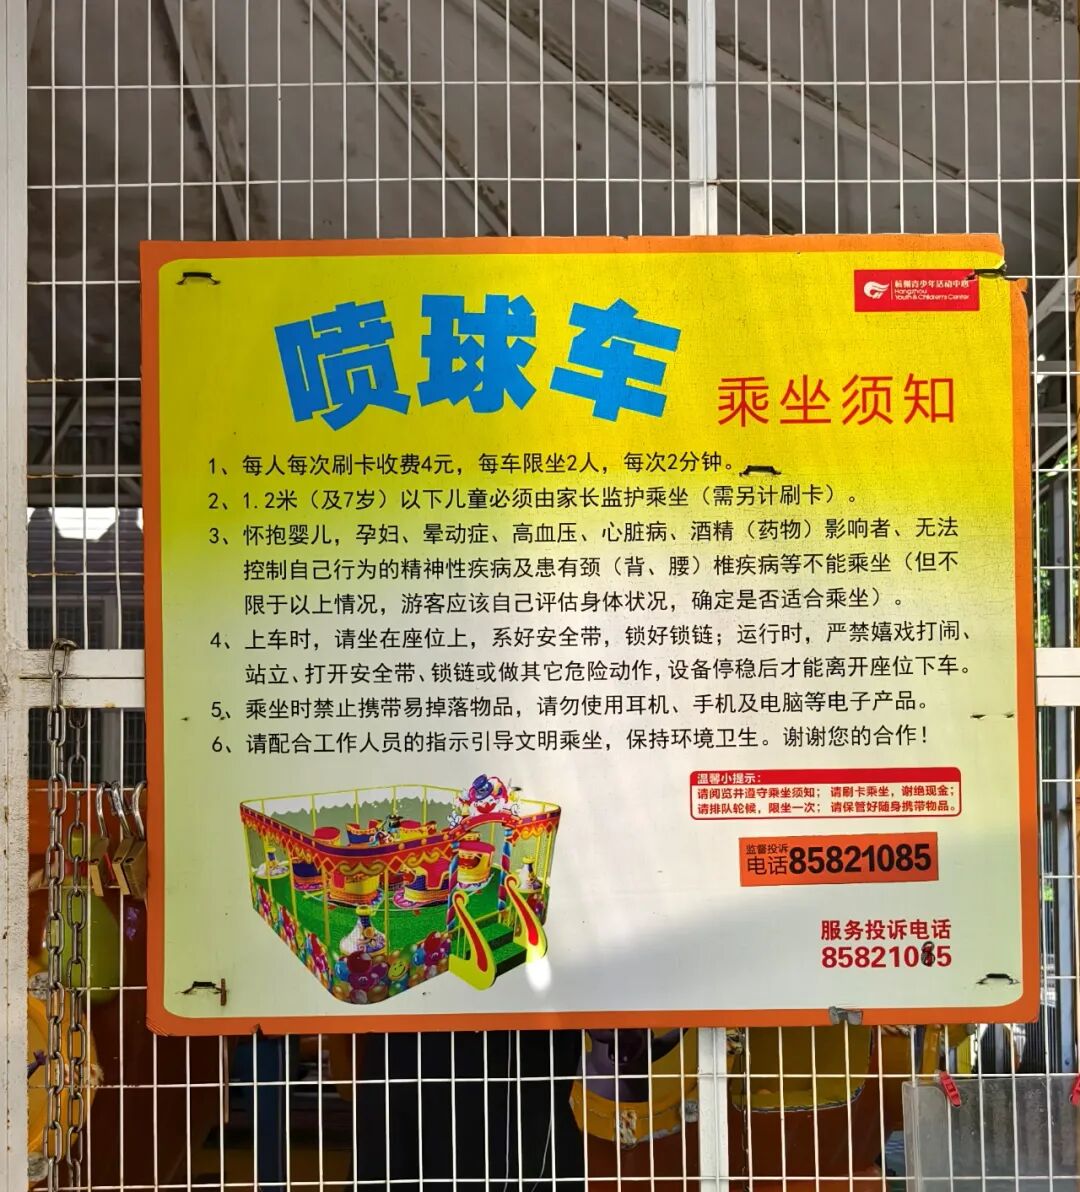 杭州青少年活动中心
Hangzhou
Youth & Children's Center
喷球车 乘坐须知
1、每人每次刷卡收费4元，每车限坐2人，每次2分钟。
2、1.2米（及7岁）以下儿童必须由家长监护乘坐（需另计刷卡）。
3、怀抱婴儿，孕妇、晕动症、高血压、心脏病、酒精（药物）影响者、无法
控制自己行为的精神性疾病及患有颈（背、腰）椎疾病等不能乘坐（但不
限于以上情况，游客应该自己评估身体状况，确定是否适合乘坐）。
4、上车时，请坐在座位上，系好安全带，锁好锁链；运行时，严禁嬉戏打闹、
站立、打开安全带、锁链或做其它危险动作，设备停稳后才能离开座位下车。
5、乘坐时禁止携带易掉落物品，请勿使用耳机、手机及电脑等电子产品。
6、请配合工作人员的指示引导文明乘坐，保持环境卫生。谢谢您的合作！
温馨小提示：
请阅览并遵守乘坐须知；请刷卡乘坐，谢绝现金；
请排队轮候，限坐一次；请保管好随身携带物品。
监督投诉
电话85821085
服务投诉电话
85821085